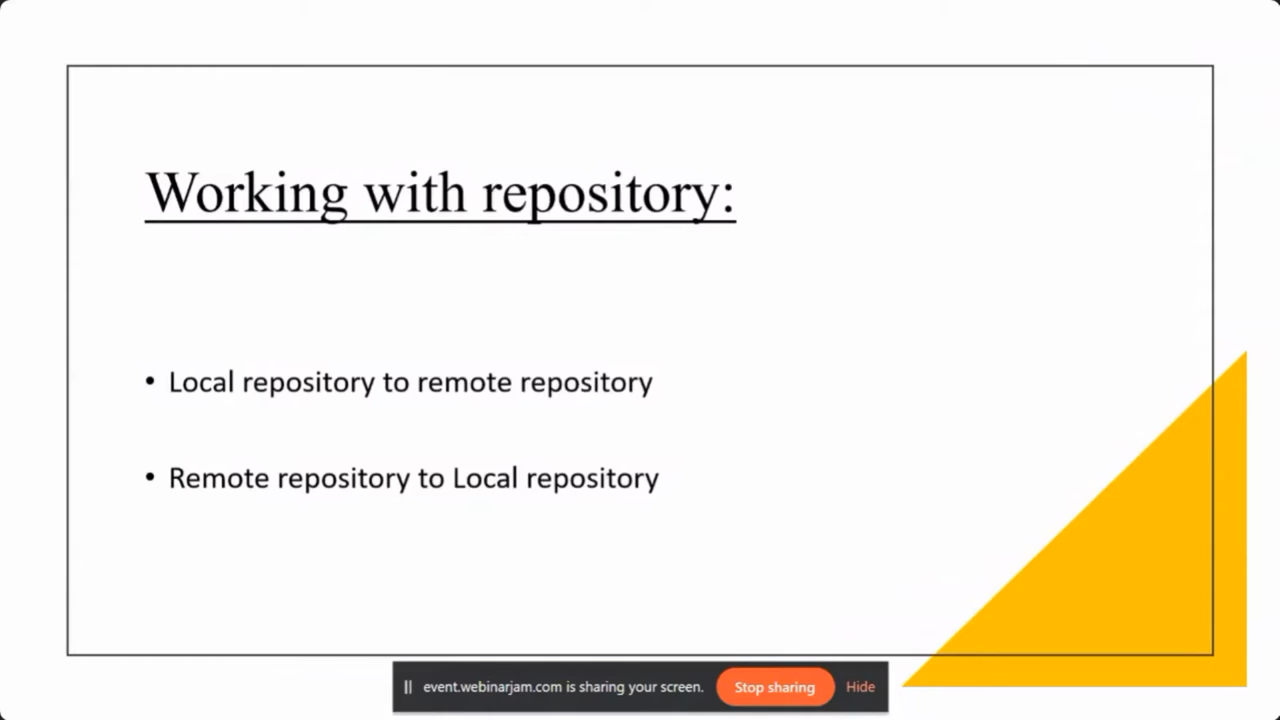 Working with repository:
• Local repository to remote repository
• Remote repository to Local repository
event.webinarjam.com is sharing your screen. Stop sharing Hide